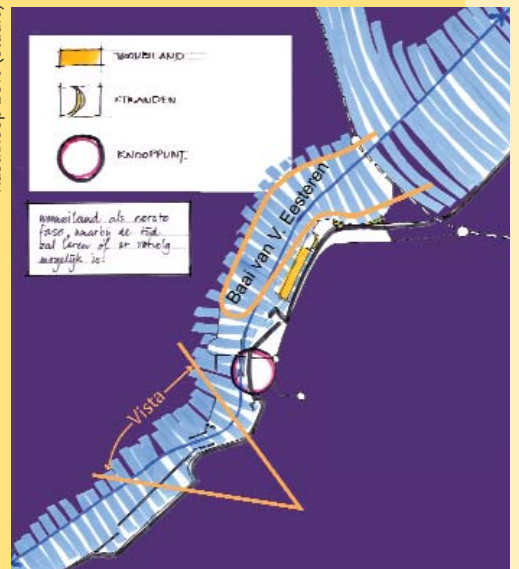 WOONEILAND
STRANDEN
KNOOPPUNT.
wooneiland als eerste
fase, waarbij de tijd
zal leren of er vervolg
mogelijk is.
Baai van V. Eesteren
Vista